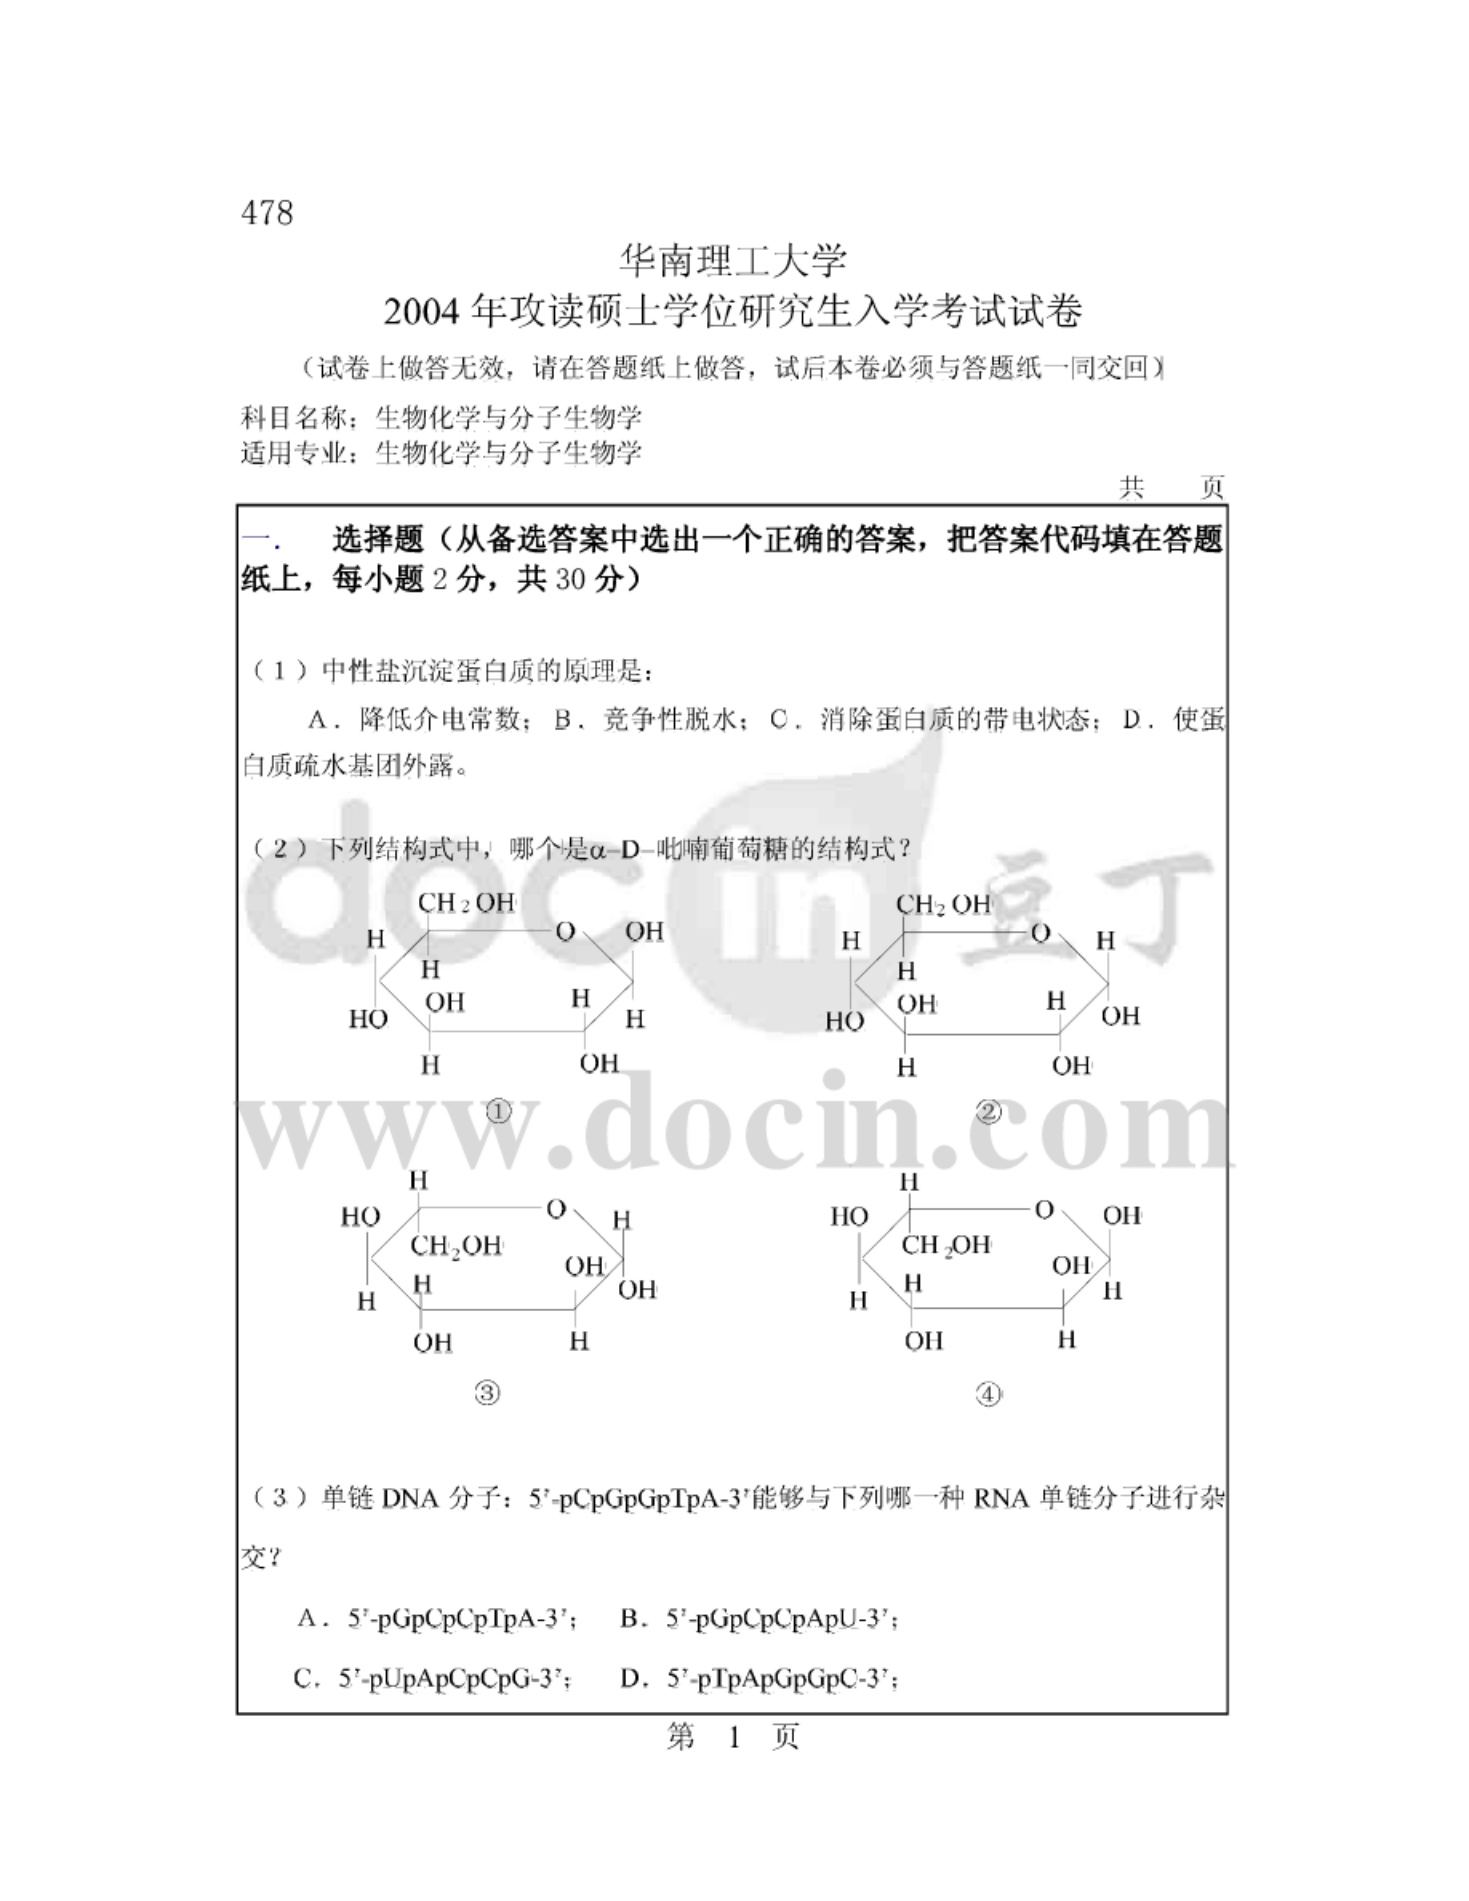 478
华南理工大学
2004 年攻读硕士学位研究生入学考试试卷
（试卷上做答无效，请在答题纸上做答，试后本卷必须与答题纸一同交回）
科目名称：生物化学与分子生物学
适用专业：生物化学与分子生物学
共 页
一. 选择题（从备选答案中选出一个正确的答案，把答案代码填在答题
纸上，每小题 2 分，共 30 分）
（1）中性盐沉淀蛋白质的原理是：
A. 降低介电常数； B. 竞争性脱水； C. 消除蛋白质的带电状态； D. 使蛋
白质疏水基团外露。
（2）下列结构式中，哪个是α-D-吡喃葡萄糖的结构式？
CH2OH CH2OH
H O OH H O H
H H
OH H OH H
HO H HO OH
H OH H OH
① ②
H H
HO O H HO O OH
CH2OH CH2OH
H OH H OH
H OH H H
OH H OH H
③ ④
（3）单链 DNA 分子：5'-pCpGpGpTpA-3'能够与下列哪一种 RNA 单链分子进行杂
交？
A. 5'-pGpCpCpTpA-3'； B. 5'-pGpCpCpApU-3'；
C. 5'-pUpApCpCpG-3'； D. 5'-pTpApGpGpC-3'；
第 1 页
docin 豆丁
www.docin.com